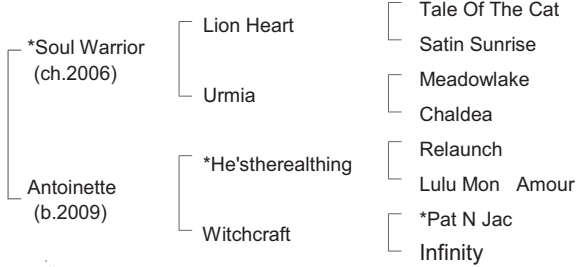 *Soul Warrior
(ch.2006)
Lion Heart
Tale Of The Cat
Satin Sunrise
Urmia
Meadowlake
Chaldea
Antoinette
(b.2009)
*He'stherealthing
Relaunch
Lulu Mon Amour
Witchcraft
*Pat N Jac
Infinity